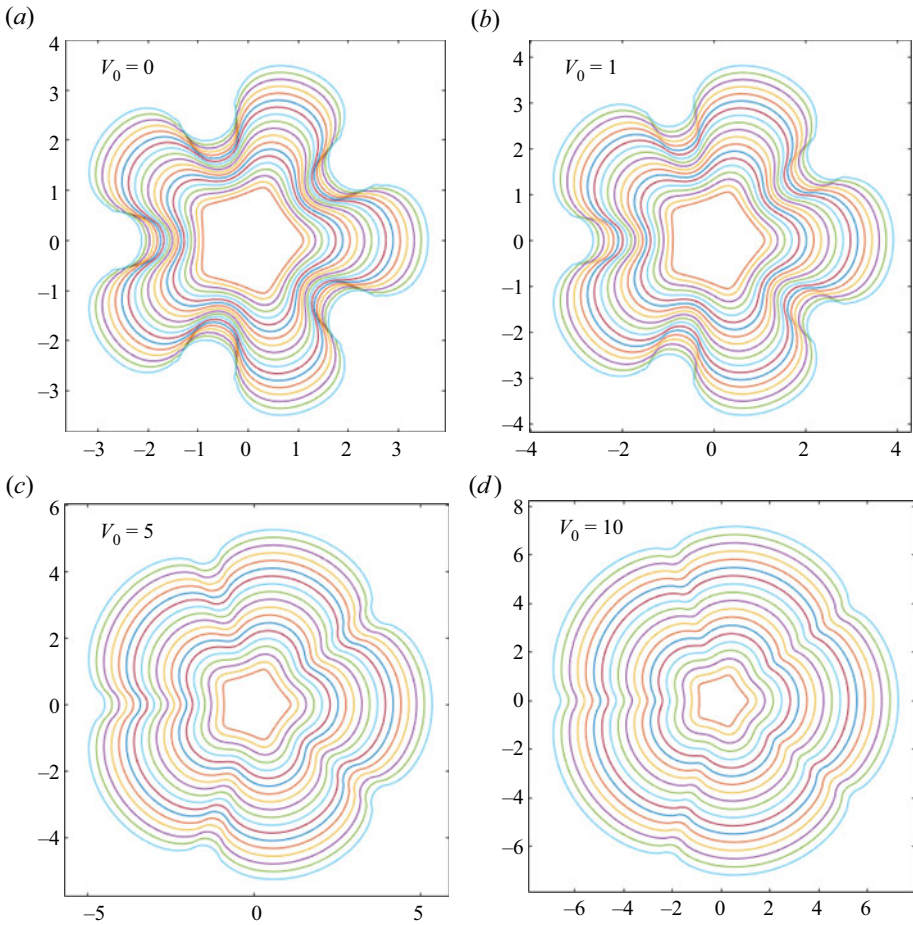 (a)
V0 = 0
4
3
2
1
0
–1
–2
–3
–3 –2 –1 0 1 2 3
(b)
V0 = 1
4
3
2
1
0
–1
–2
–3
–4
–4 –2 0 2 4
(c)
V0 = 5
6
4
2
0
–2
–4
–5 0 5
(d)
V0 = 10
8
6
4
2
0
–2
–4
–6
–6 –4 –2 0 2 4 6